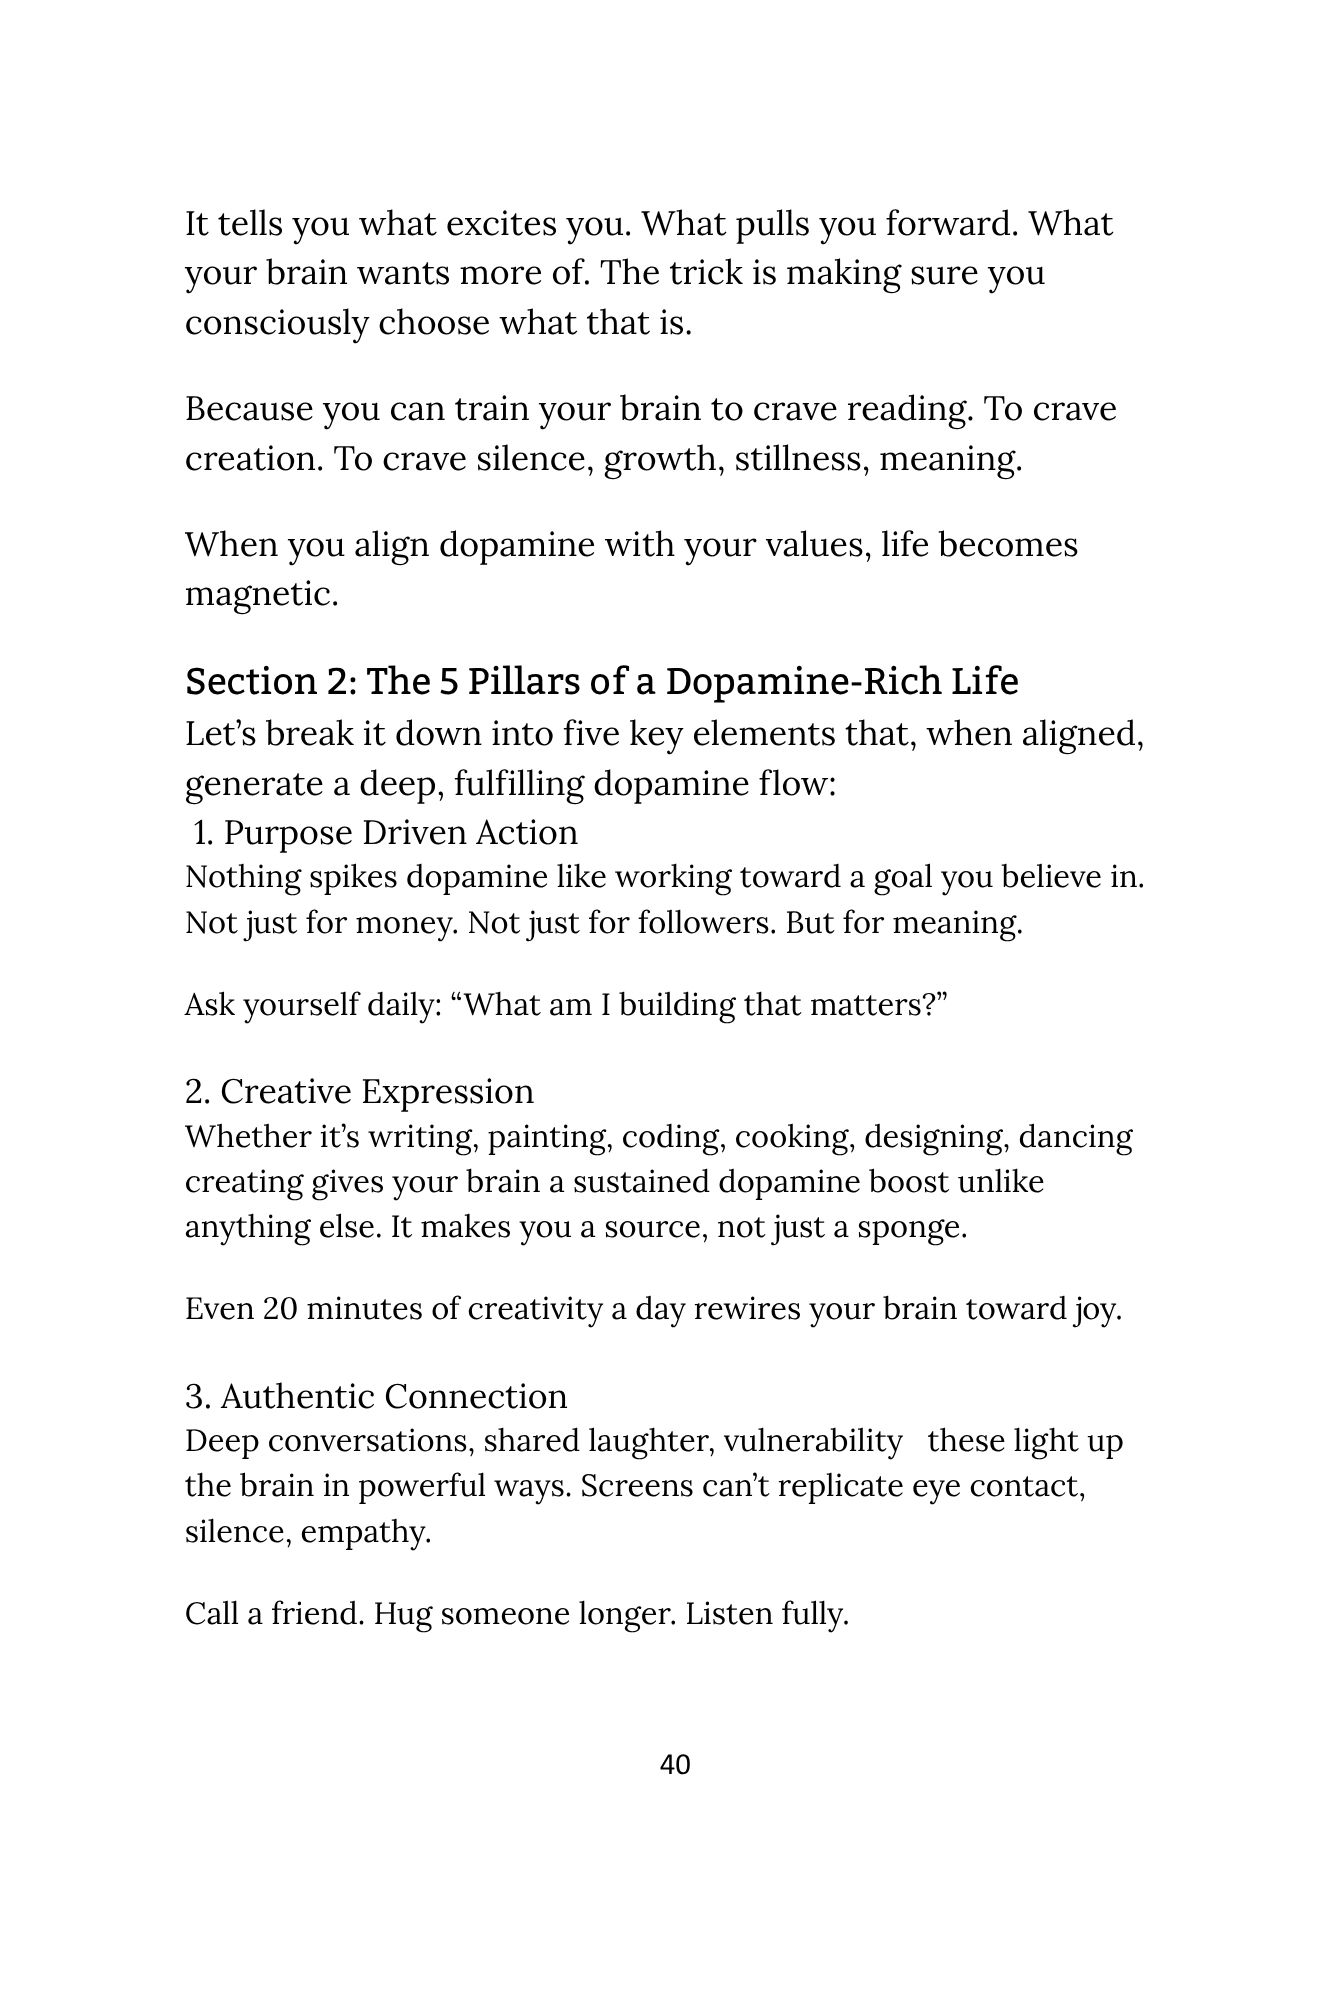 It tells you what excites you. What pulls you forward. What
your brain wants more of. The trick is making sure you
consciously choose what that is.
Because you can train your brain to crave reading. To crave
creation. To crave silence, growth, stillness, meaning.
When you align dopamine with your values, life becomes
magnetic.
Section 2: The 5 Pillars of a Dopamine-Rich Life
Let’s break it down into five key elements that, when aligned,
generate a deep, fulfilling dopamine flow:
1. Purpose Driven Action
Nothing spikes dopamine like working toward a goal you believe in.
Not just for money. Not just for followers. But for meaning.
Ask yourself daily: “What am I building that matters?”
2. Creative Expression
Whether it’s writing, painting, coding, cooking, designing, dancing
creating gives your brain a sustained dopamine boost unlike
anything else. It makes you a source, not just a sponge.
Even 20 minutes of creativity a day rewires your brain toward joy.
3. Authentic Connection
Deep conversations, shared laughter, vulnerability   these light up
the brain in powerful ways. Screens can’t replicate eye contact,
silence, empathy.
Call a friend. Hug someone longer. Listen fully.
40